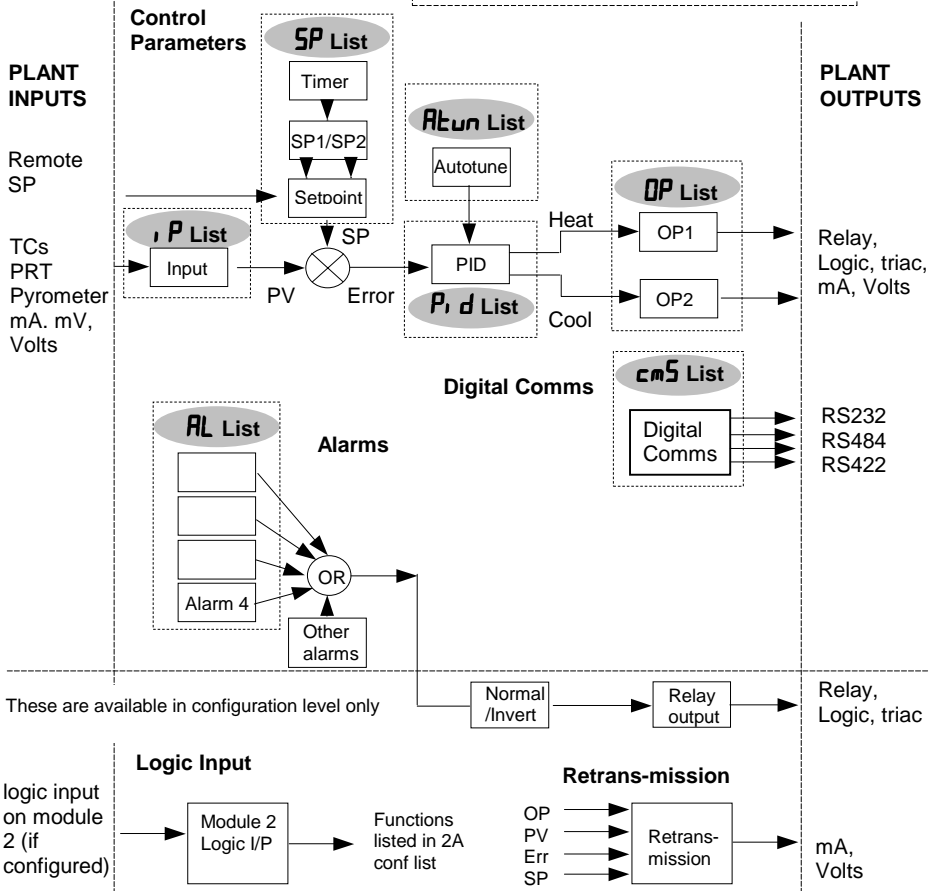 Control
Parameters
SP List
PLANT
INPUTS
Timer
PLANT
OUTPUTS
Atun List
SP1/SP2
Remote
SP
Autotune
OP List
Setpoint
Heat
iP List
SP
OP1
TCs
PRT
Pyrometer
mA. mV,
Volts
Input
PID
Relay,
Logic, triac,
mA, Volts
PV
Error
Pid List
OP2
Cool
Digital Comms
cmS List
AL List
Alarms
Digital
Comms
RS232
RS484
RS422
OR
Alarm 4
Other
alarms
These are available in configuration level only
Normal
/Invert
Relay
output
Relay,
Logic, triac
Logic Input
Retrans-mission
logic input
on module
2 (if
configured)
Module 2
Logic I/P
Functions
listed in 2A
conf list
OP
PV
Err
SP
Retrans-
mission
mA,
Volts